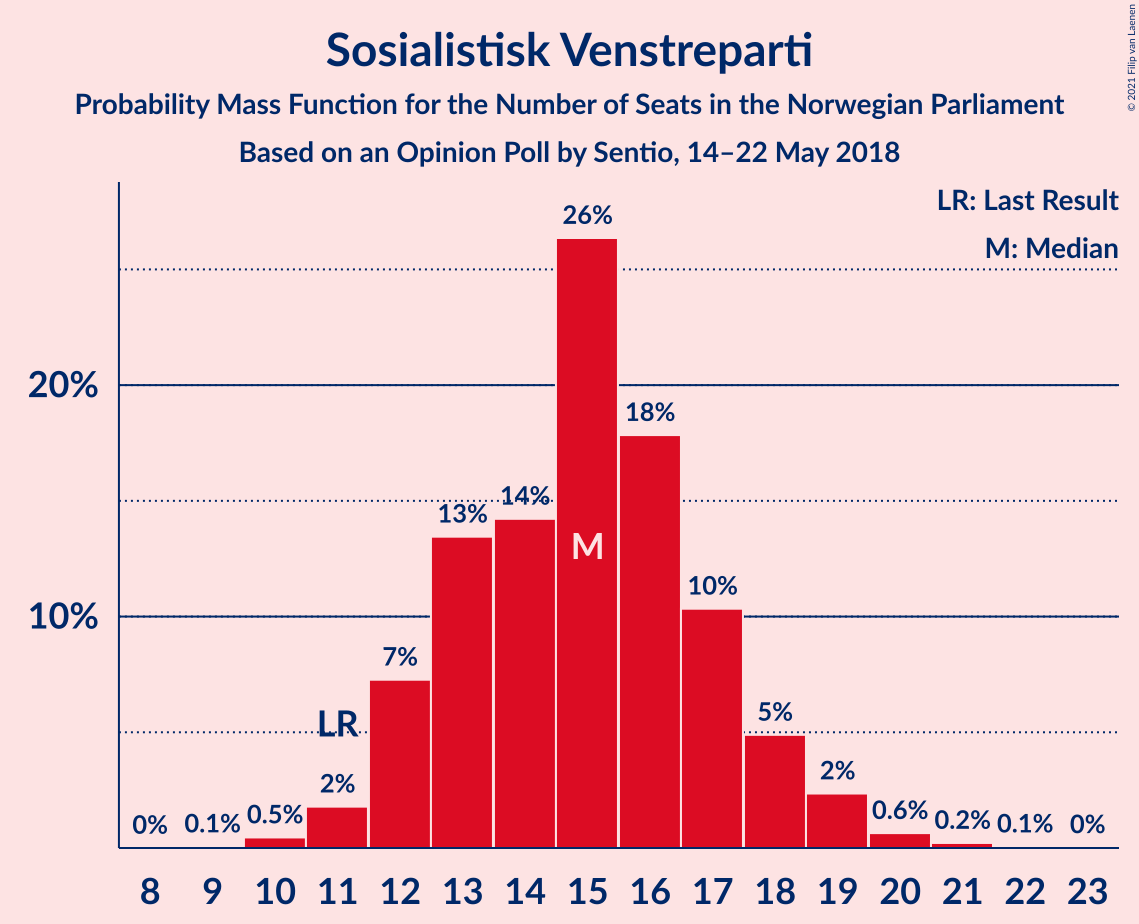 © 2021 Filip van Laenen
Sosialistisk Venstreparti
Probability Mass Function for the Number of Seats in the Norwegian Parliament
Based on an Opinion Poll by Sentio, 14–22 May 2018
LR: Last Result
M: Median
20%
10%
0%
0.1%
0.5%
2%
7%
13%
14%
26%
18%
10%
5%
2%
0.6%
0.2%
0.1%
0%
LR
M
8 9 10 11 12 13 14 15 16 17 18 19 20 21 22 23